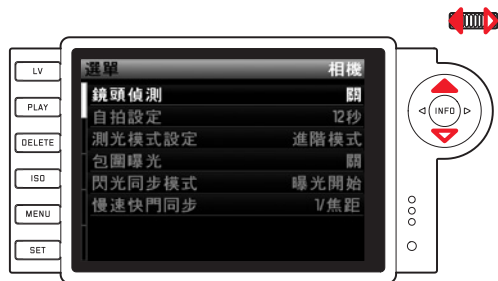 LV
PLAY
DELETE
ISO
MENU
SET
選單 相機
鏡頭偵測 關
自拍設定 12秒
測光模式設定 進階模式
包圍曝光 關
閃光同步模式 曝光開始
慢速快門同步 1/焦距
INFO